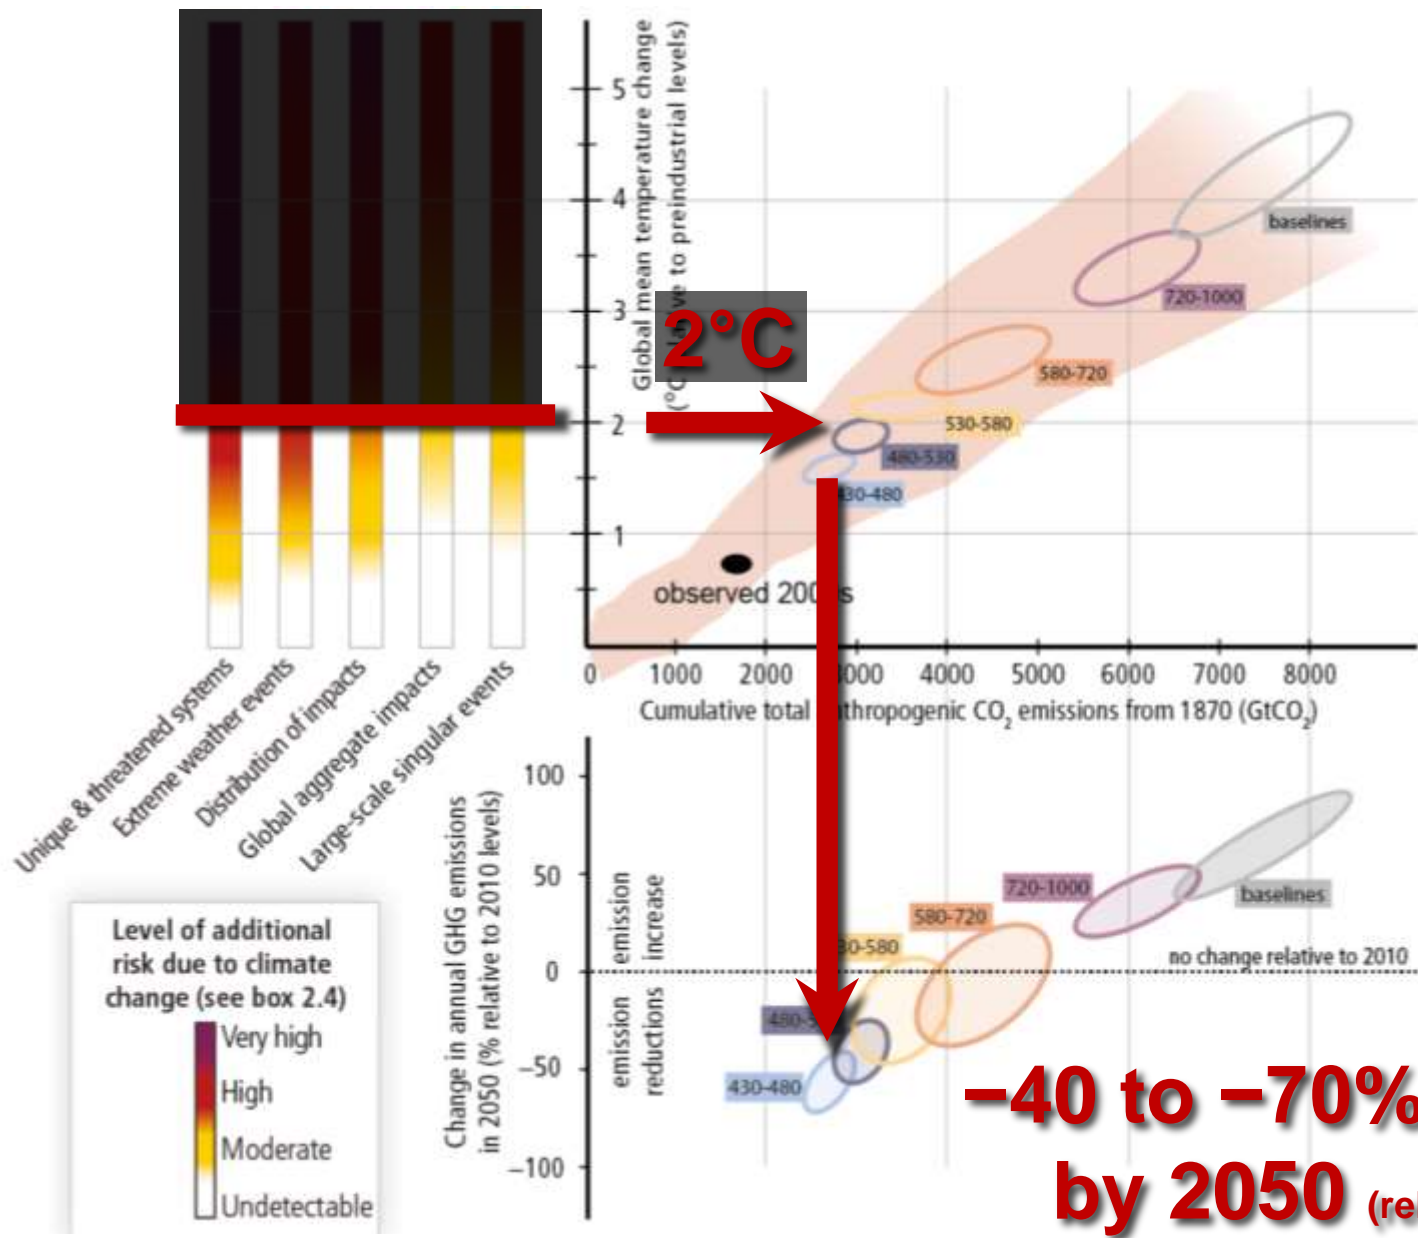 Global mean temperature change
(°C relative to preindustrial levels)
5
4
3
2
1
2°C
baselines
720-1000
580-720
530-580
480-530
430-480
observed 2000s
0
1000
2000
3000
4000
5000
6000
7000
8000
Cumulative total anthropogenic CO₂ emissions from 1870 (GtCO₂)
Unique & threatened systems
Extreme weather events
Distribution of impacts
Global aggregate impacts
Large-scale singular events
Level of additional
risk due to climate
change (see box 2.4)
Very high
High
Moderate
Undetectable
Change in annual GHG emissions
in 2050 (% relative to 2010 levels)
100
50
0
−50
−100
emission
increase
emission
reductions
720-1000
baselines
580-720
30-580
no change relative to 2010
430-480
−40 to −70%
by 2050